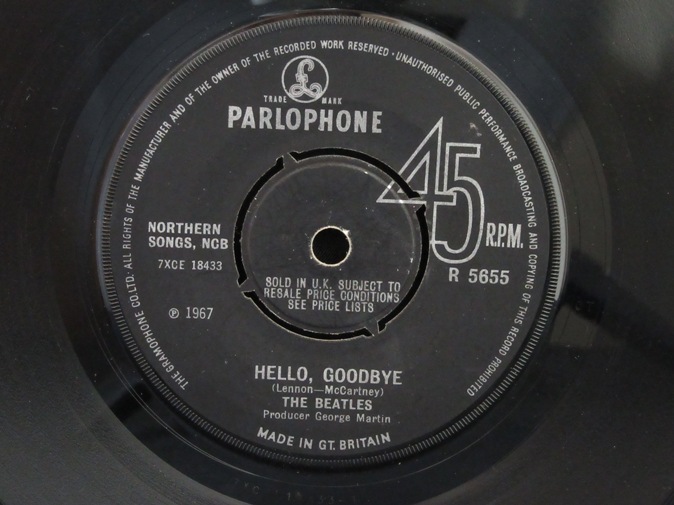 THE GRAMOPHONE CO. LTD. ALL RIGHTS OF THE MANUFACTURER AND OF THE OWNER OF THE RECORDED WORK RESERVED · UNAUTHORISED PUBLIC PERFORMANCE BROADCASTING AND COPYING OF THIS RECORD PROHIBITED
£
TRADE MARK
PARLOPHONE
45
R.P.M.
NORTHERN
SONGS, NCB
7XCE 18433
R 5655
SOLD IN U.K. SUBJECT TO
RESALE PRICE CONDITIONS
SEE PRICE LISTS
℗ 1967
HELLO, GOODBYE
(Lennon—McCartney)
THE BEATLES
Producer George Martin
MADE IN GT. BRITAIN